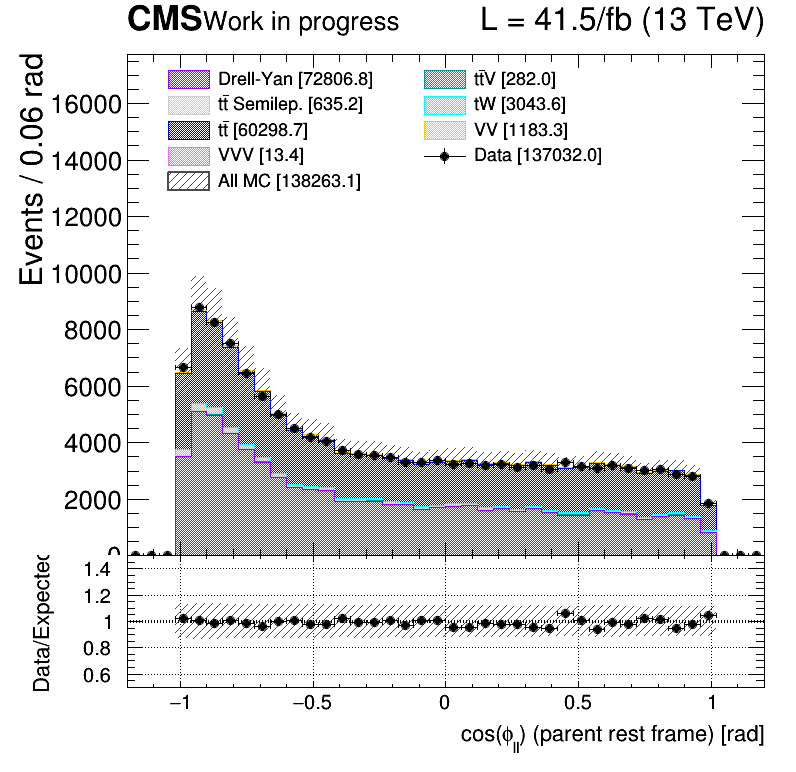 CMS Work in progress L = 41.5/fb (13 TeV)
Events / 0.06 rad
Drell-Yan [72806.8]
tt̄ Semilep. [635.2]
tt̄ [60298.7]
VVV [13.4]
All MC [138263.1]
tt̄V [282.0]
tW [3043.6]
VV [1183.3]
Data [137032.0]
16000
14000
12000
10000
8000
6000
4000
2000
0
Data/Expected
1.4
1.2
1
0.8
0.6
−1 −0.5 0 0.5 1
cos(ϕ_ll) (parent rest frame) [rad]